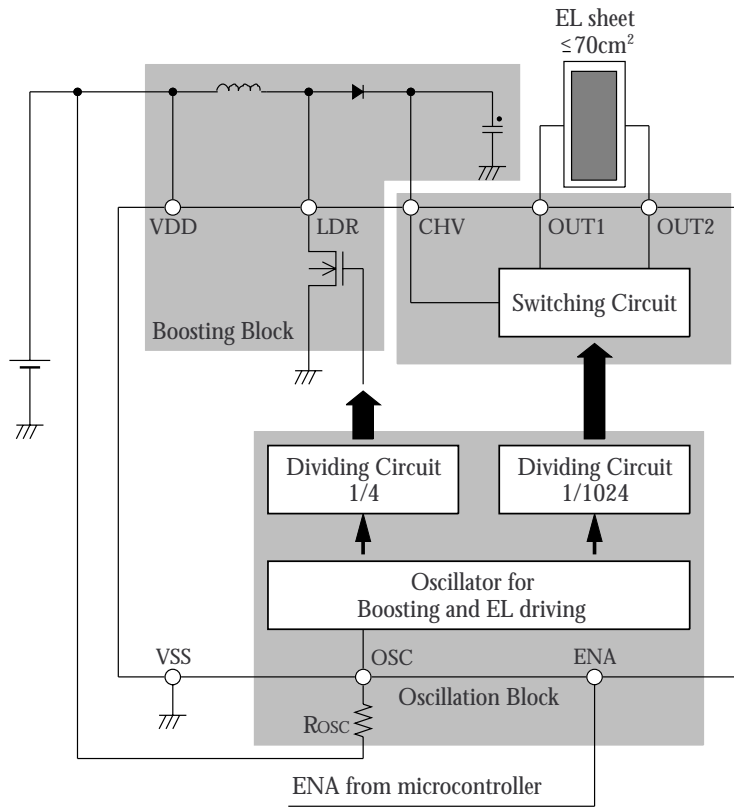 EL sheet
≤70cm²
VDD
LDR
CHV
OUT1
OUT2
Switching Circuit
Boosting Block
Dividing Circuit
1/4
Dividing Circuit
1/1024
Oscillator for
Boosting and EL driving
VSS
OSC
ENA
Oscillation Block
ROSC
ENA from microcontroller